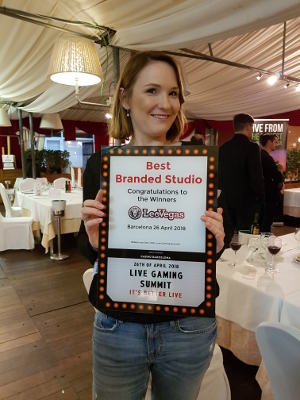 VE FROM
Best
Branded Studio
Congratulations to
the Winners
LeoVegas
Barcelona 26 April 2018
26TH OF APRIL, 2018
LIVE GAMING
SUMMIT
IT'S BETTER LIVE